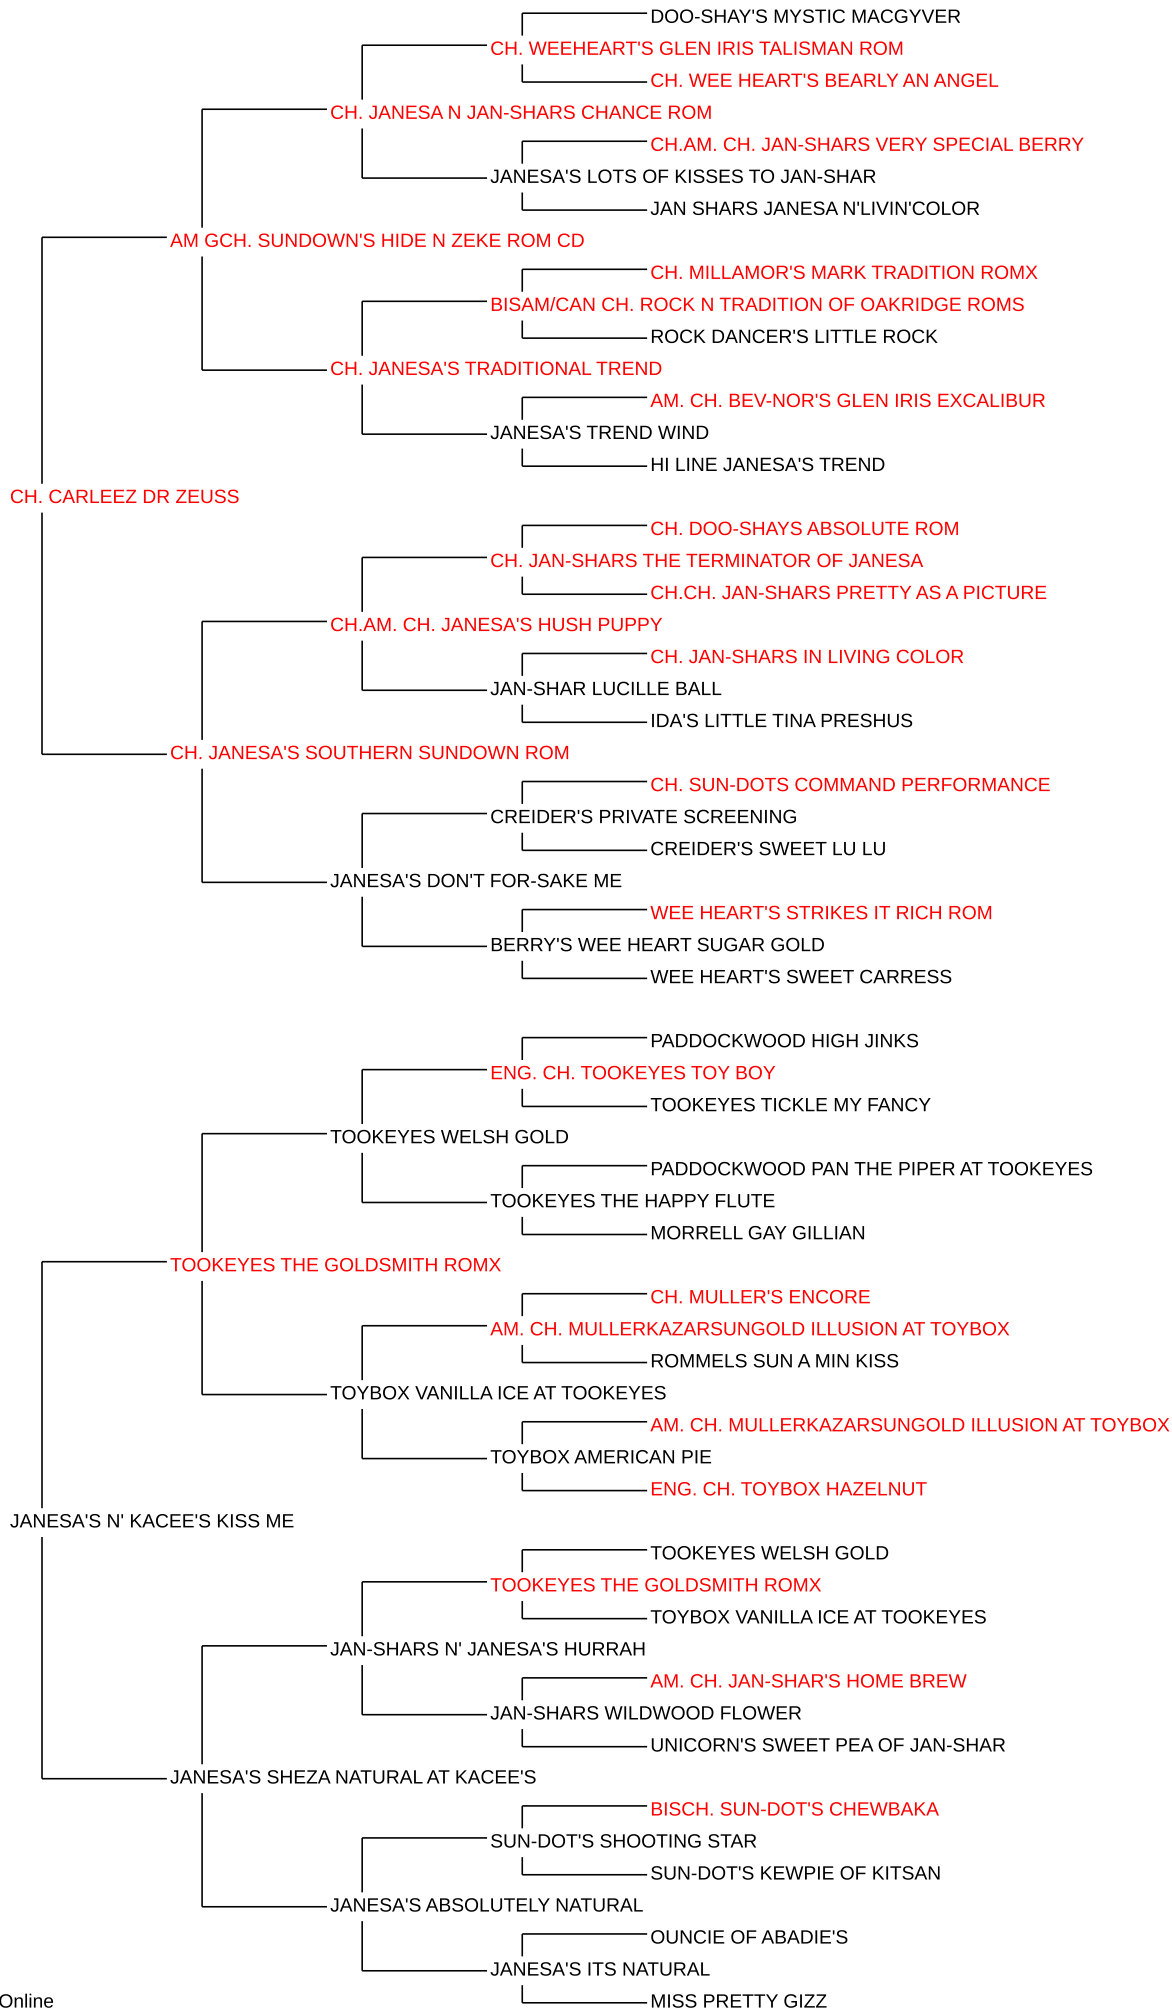 DOO-SHAY'S MYSTIC MACGYVER
CH. WEEHEART'S GLEN IRIS TALISMAN ROM
CH. WEE HEART'S BEARLY AN ANGEL
CH. JANESA N JAN-SHARS CHANCE ROM
CH.AM. CH. JAN-SHARS VERY SPECIAL BERRY
JANESA'S LOTS OF KISSES TO JAN-SHAR
JAN SHARS JANESA N'LIVIN'COLOR
AM GCH. SUNDOWN'S HIDE N ZEKE ROM CD
CH. MILLAMOR'S MARK TRADITION ROMX
BISAM/CAN CH. ROCK N TRADITION OF OAKRIDGE ROMS
ROCK DANCER'S LITTLE ROCK
CH. JANESA'S TRADITIONAL TREND
AM. CH. BEV-NOR'S GLEN IRIS EXCALIBUR
JANESA'S TREND WIND
HI LINE JANESA'S TREND
CH. CARLEEZ DR ZEUSS
CH. DOO-SHAYS ABSOLUTE ROM
CH. JAN-SHARS THE TERMINATOR OF JANESA
CH.CH. JAN-SHARS PRETTY AS A PICTURE
CH.AM. CH. JANESA'S HUSH PUPPY
CH. JAN-SHARS IN LIVING COLOR
JAN-SHAR LUCILLE BALL
IDA'S LITTLE TINA PRESHUS
CH. JANESA'S SOUTHERN SUNDOWN ROM
CH. SUN-DOTS COMMAND PERFORMANCE
CREIDER'S PRIVATE SCREENING
CREIDER'S SWEET LU LU
JANESA'S DON'T FOR-SAKE ME
WEE HEART'S STRIKES IT RICH ROM
BERRY'S WEE HEART SUGAR GOLD
WEE HEART'S SWEET CARRESS
PADDOCKWOOD HIGH JINKS
ENG. CH. TOOKEYES TOY BOY
TOOKEYES TICKLE MY FANCY
TOOKEYES WELSH GOLD
PADDOCKWOOD PAN THE PIPER AT TOOKEYES
TOOKEYES THE HAPPY FLUTE
MORRELL GAY GILLIAN
TOOKEYES THE GOLDSMITH ROMX
CH. MULLER'S ENCORE
AM. CH. MULLERKAZARSUNGOLD ILLUSION AT TOYBOX
ROMMELS SUN A MIN KISS
TOYBOX VANILLA ICE AT TOOKEYES
AM. CH. MULLERKAZARSUNGOLD ILLUSION AT TOYBOX
TOYBOX AMERICAN PIE
ENG. CH. TOYBOX HAZELNUT
JANESA'S N' KACEE'S KISS ME
TOOKEYES WELSH GOLD
TOOKEYES THE GOLDSMITH ROMX
TOYBOX VANILLA ICE AT TOOKEYES
JAN-SHARS N' JANESA'S HURRAH
AM. CH. JAN-SHAR'S HOME BREW
JAN-SHARS WILDWOOD FLOWER
UNICORN'S SWEET PEA OF JAN-SHAR
JANESA'S SHEZA NATURAL AT KACEE'S
BISCH. SUN-DOT'S CHEWBAKA
SUN-DOT'S SHOOTING STAR
SUN-DOT'S KEWPIE OF KITSAN
JANESA'S ABSOLUTELY NATURAL
OUNCIE OF ABADIE'S
JANESA'S ITS NATURAL
MISS PRETTY GIZZ
Online